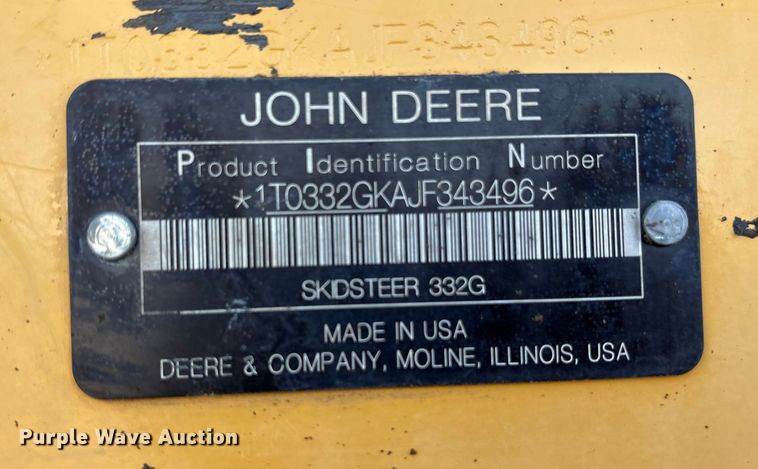 1T0332GKAJF343496*
JOHN DEERE
Product Identification Number
*1T0332GKAJF343496*
SKIDSTEER 332G
MADE IN USA
DEERE & COMPANY, MOLINE, ILLINOIS, USA
Purple Wave Auction